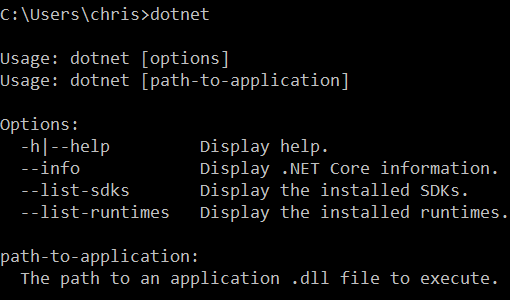 C:\Users\chris>dotnet
Usage: dotnet [options]
Usage: dotnet [path-to-application]
Options:
-h|--help Display help.
--info Display .NET Core information.
--list-sdks Display the installed SDKs.
--list-runtimes Display the installed runtimes.
path-to-application:
The path to an application .dll file to execute.